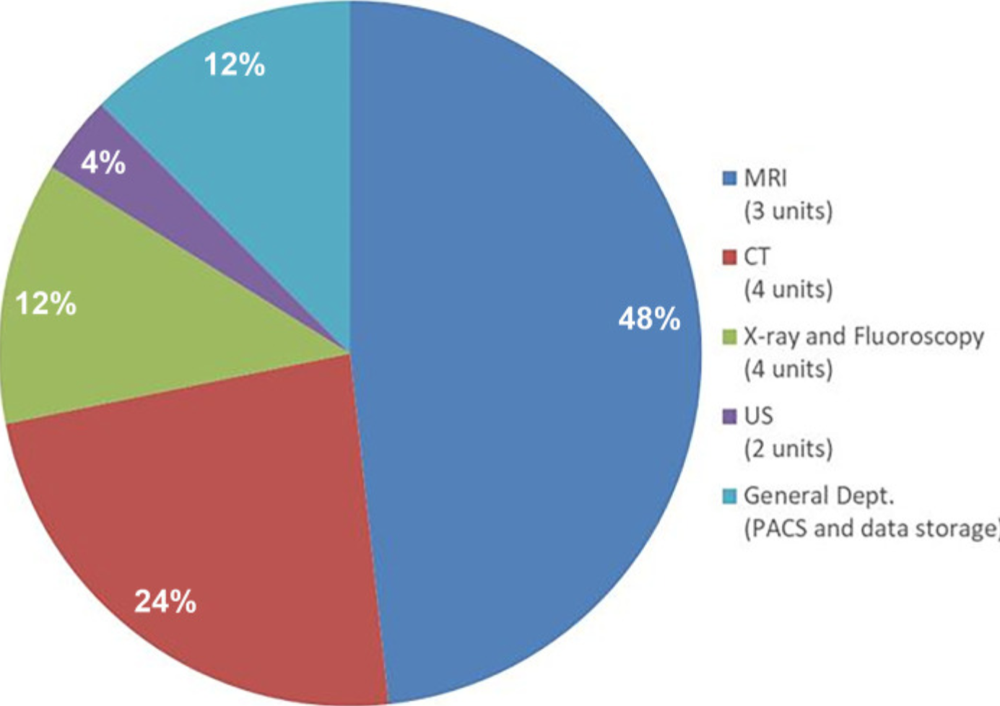 12%
4%
12%
48%
24%
MRI
(3 units)
CT
(4 units)
X-ray and Fluoroscopy
(4 units)
US
(2 units)
General Dept.
(PACS and data storage)